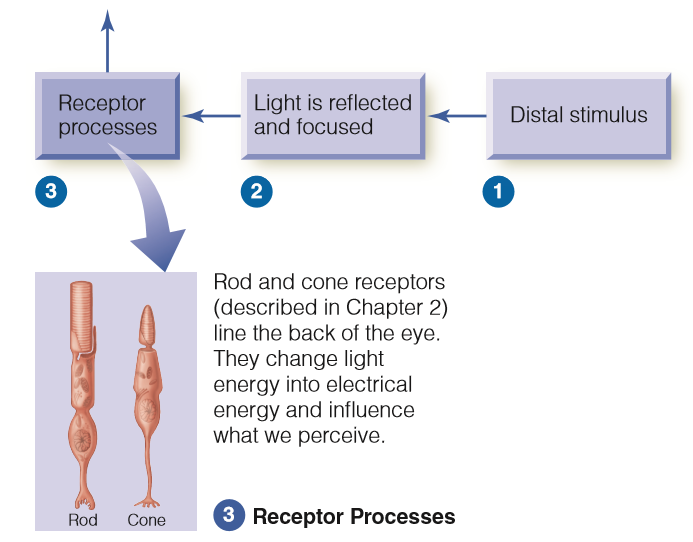 Receptor
processes
Light is reflected
and focused
Distal stimulus
3
2
1
Rod and cone receptors
(described in Chapter 2)
line the back of the eye.
They change light
energy into electrical
energy and influence
what we perceive.
Rod
Cone
3 Receptor Processes